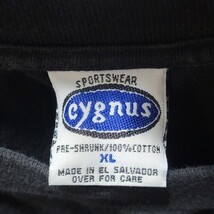 SPORTSWEAR
cygnus
PRE-SHRUNK/100% COTTON
XL
MADE IN EL SALVADOR
OVER FOR CARE